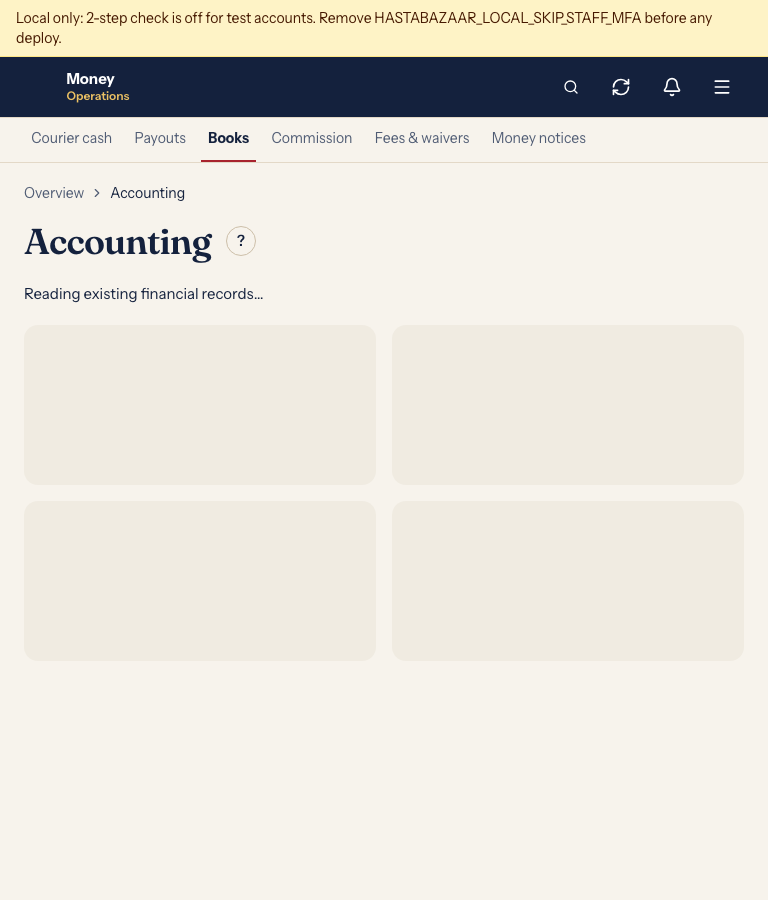 Local only: 2-step check is off for test accounts. Remove HASTABAZAAR_LOCAL_SKIP_STAFF_MFA before any
deploy.
Money
Operations
Courier cash Payouts Books Commission Fees & waivers Money notices
Overview > Accounting
Accounting ?
Reading existing financial records...